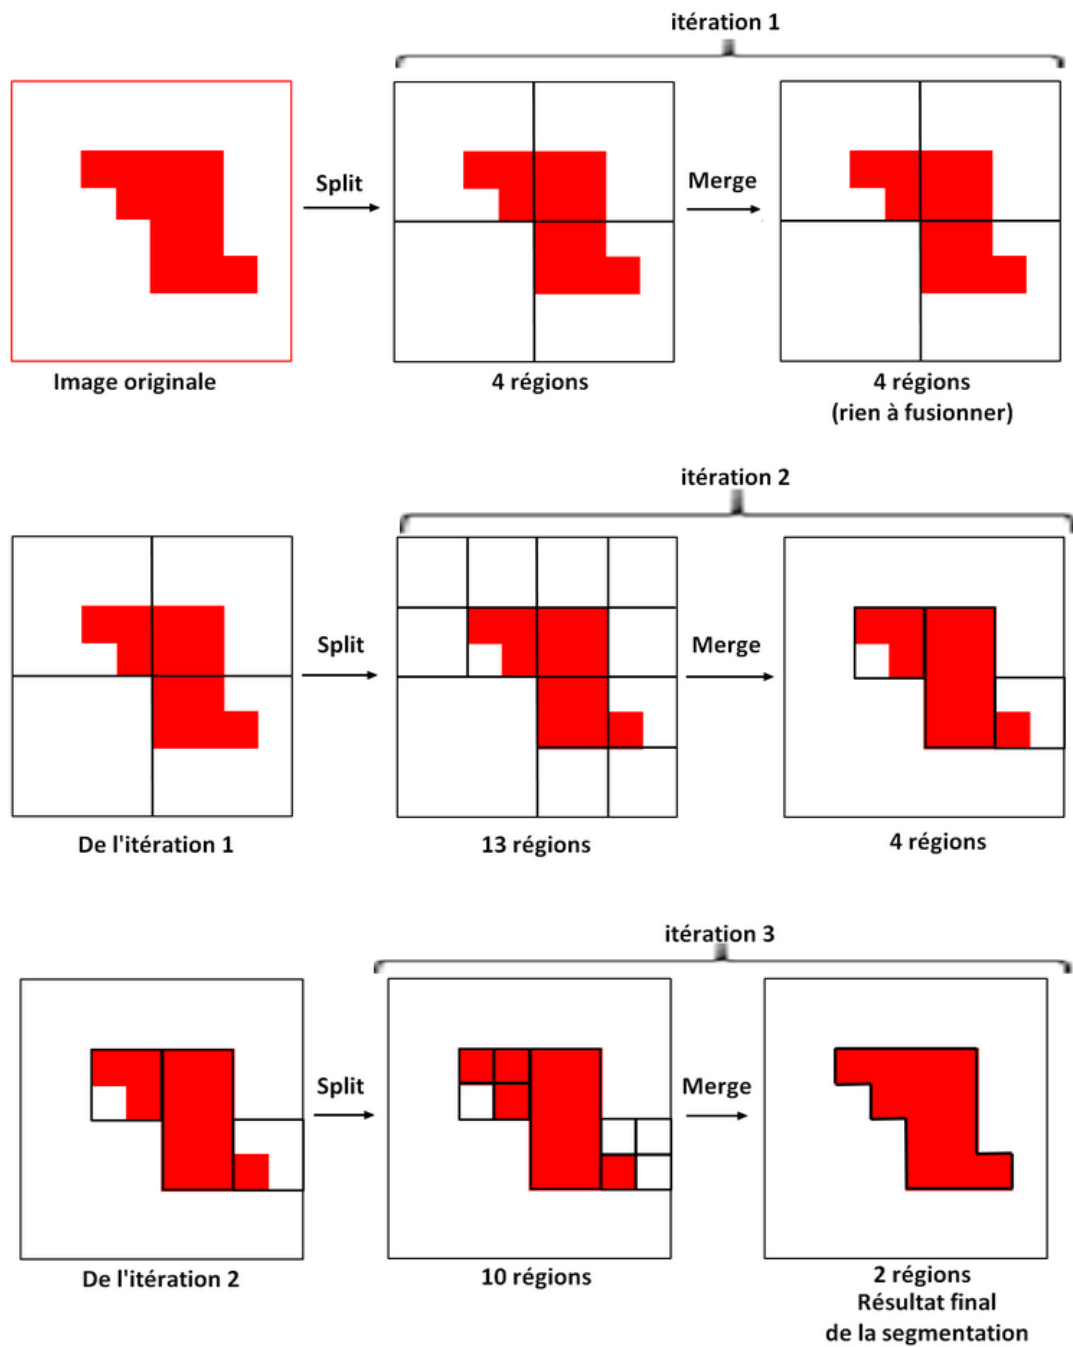 itération 1
Split
Merge
Image originale
4 régions
4 régions
(rien à fusionner)
itération 2
Split
Merge
De l'itération 1
13 régions
4 régions
itération 3
Split
Merge
De l'itération 2
10 régions
2 régions
Résultat final
de la segmentation